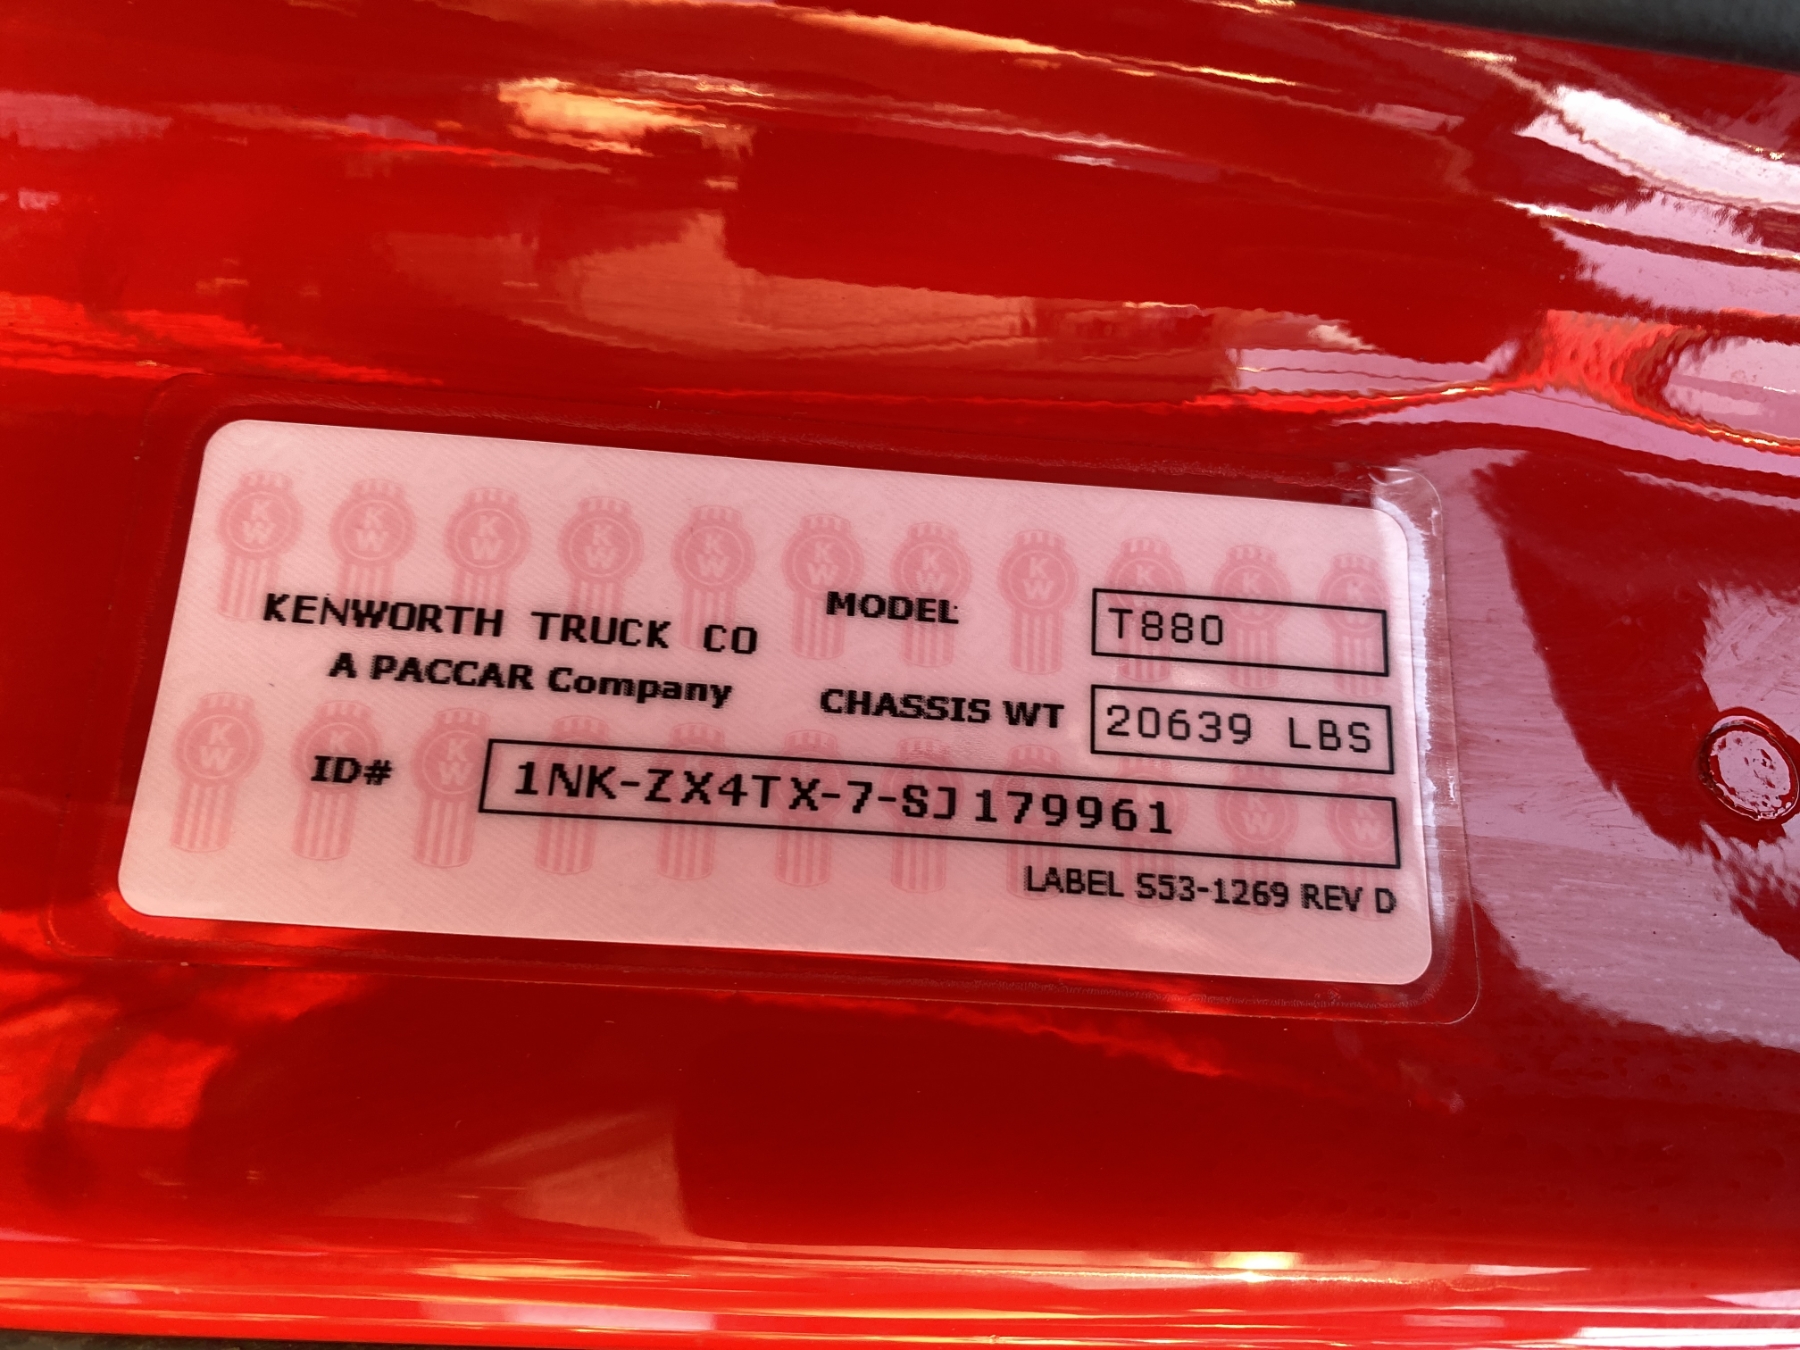 KENWORTH TRUCK CO
A PACCAR Company
MODEL T880
CHASSIS WT 20639 LBS
ID# 1NK-ZX4TX-7-SJ179961
LABEL S53-1269 REV D